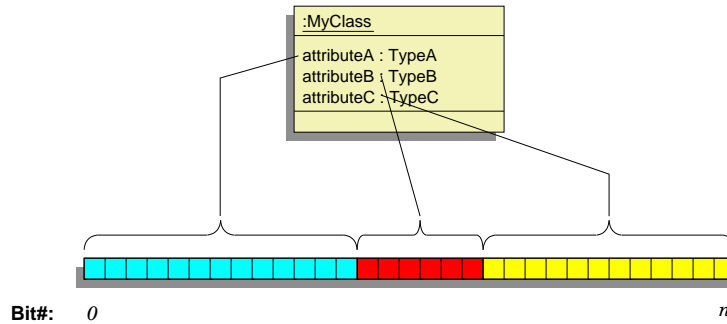 :MyClass
attributeA : TypeA
attributeB : TypeB
attributeC : TypeC
Bit#: 0 n